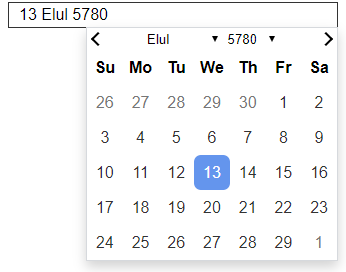 13 Elul 5780
Elul 5780
Su Mo Tu We Th Fr Sa
26 27 28 29 30 1 2
3 4 5 6 7 8 9
10 11 12 13 14 15 16
17 18 19 20 21 22 23
24 25 26 27 28 29 1